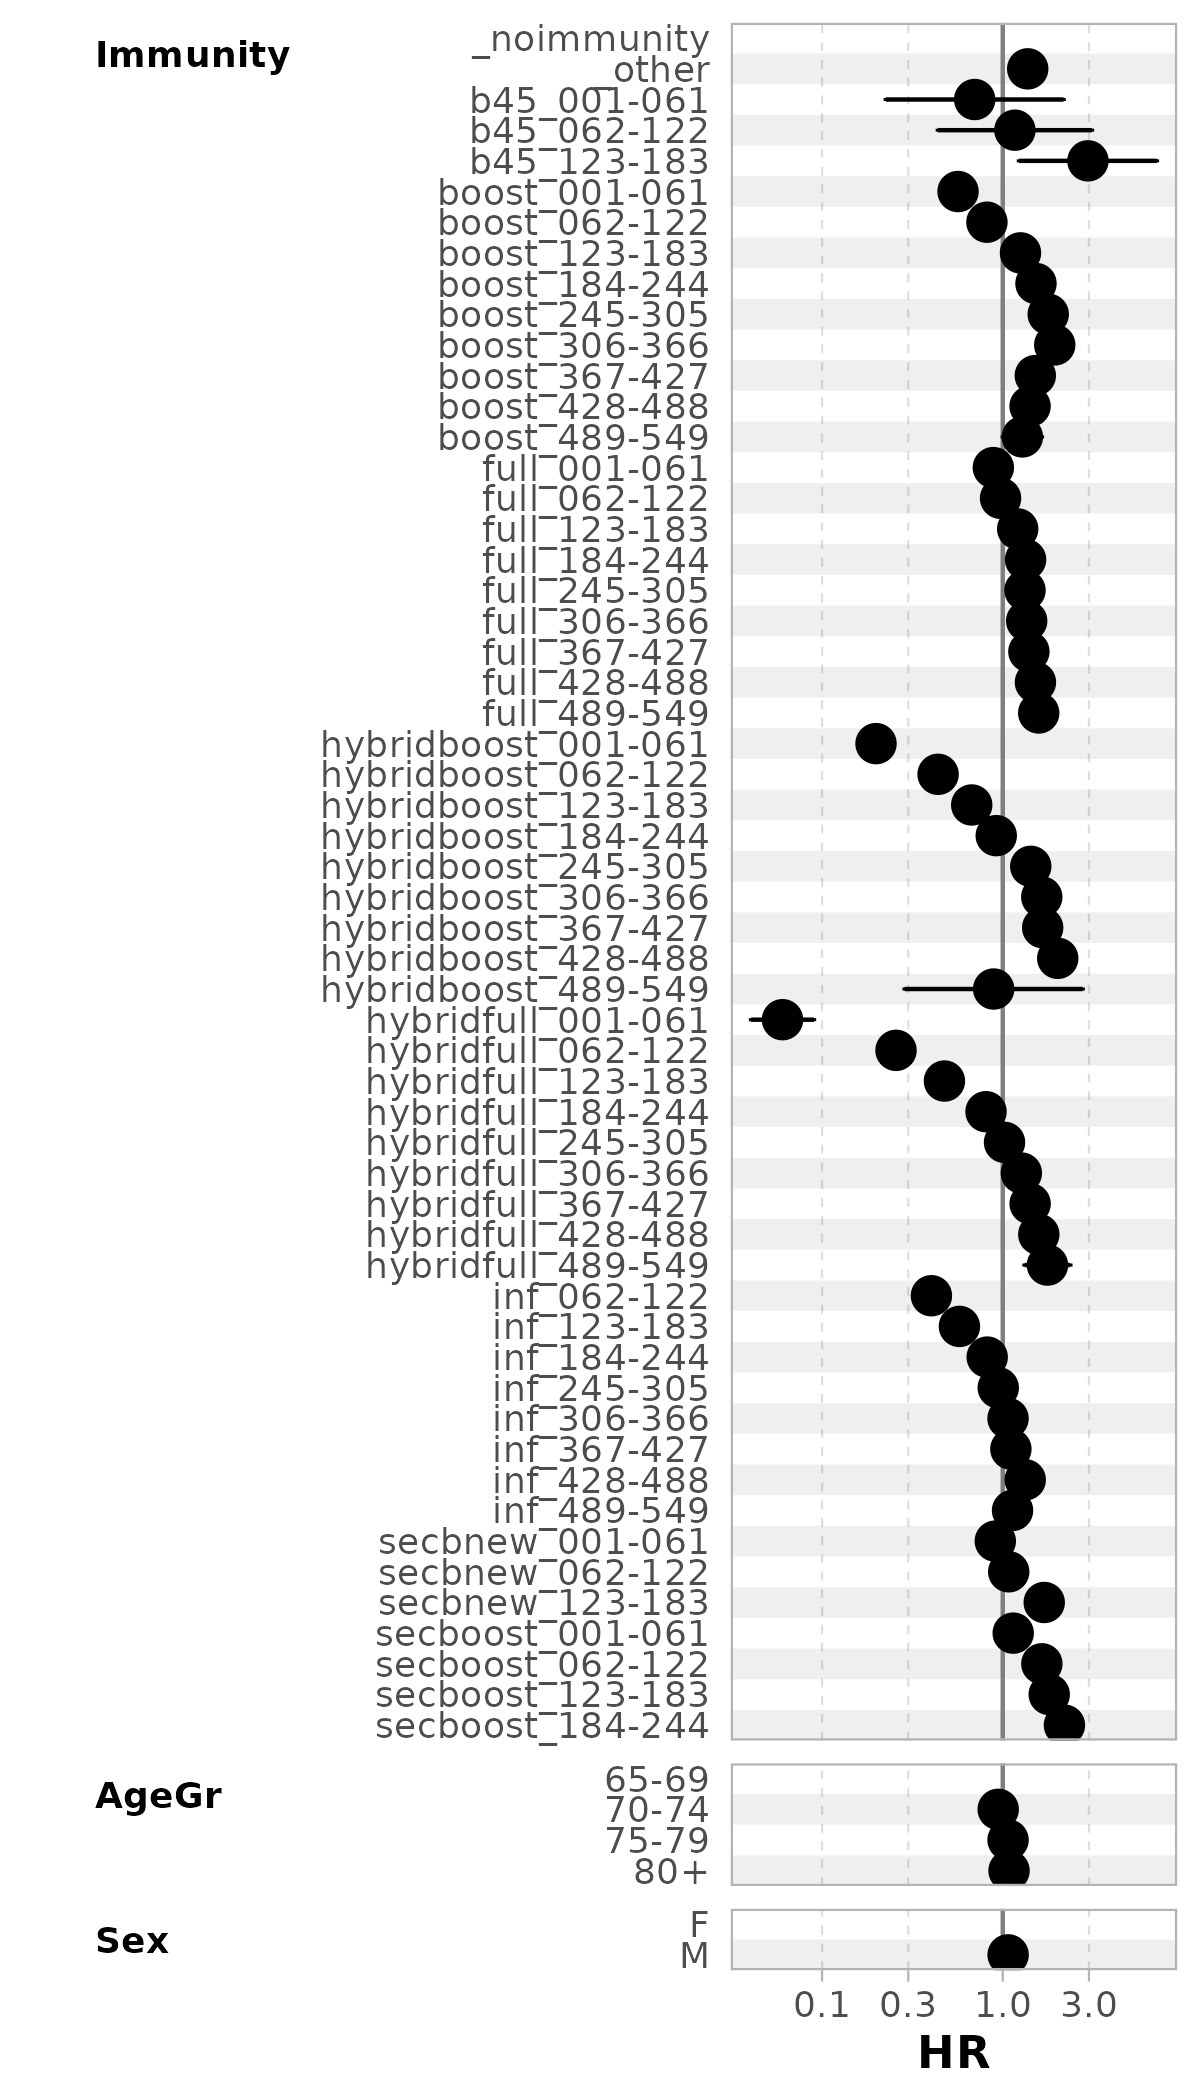 Immunity
_noimmunity
_other
b45_001-061
b45_062-122
b45_123-183
boost_001-061
boost_062-122
boost_123-183
boost_184-244
boost_245-305
boost_306-366
boost_367-427
boost_428-488
boost_489-549
full_001-061
full_062-122
full_123-183
full_184-244
full_245-305
full_306-366
full_367-427
full_428-488
full_489-549
hybridboost_001-061
hybridboost_062-122
hybridboost_123-183
hybridboost_184-244
hybridboost_245-305
hybridboost_306-366
hybridboost_367-427
hybridboost_428-488
hybridboost_489-549
hybridfull_001-061
hybridfull_062-122
hybridfull_123-183
hybridfull_184-244
hybridfull_245-305
hybridfull_306-366
hybridfull_367-427
hybridfull_428-488
hybridfull_489-549
inf_062-122
inf_123-183
inf_184-244
inf_245-305
inf_306-366
inf_367-427
inf_428-488
inf_489-549
secbnew_001-061
secbnew_062-122
secbnew_123-183
secboost_001-061
secboost_062-122
secboost_123-183
secboost_184-244
AgeGr
65-69
70-74
75-79
80+
Sex
F
M
0.1 0.3 1.0 3.0
HR